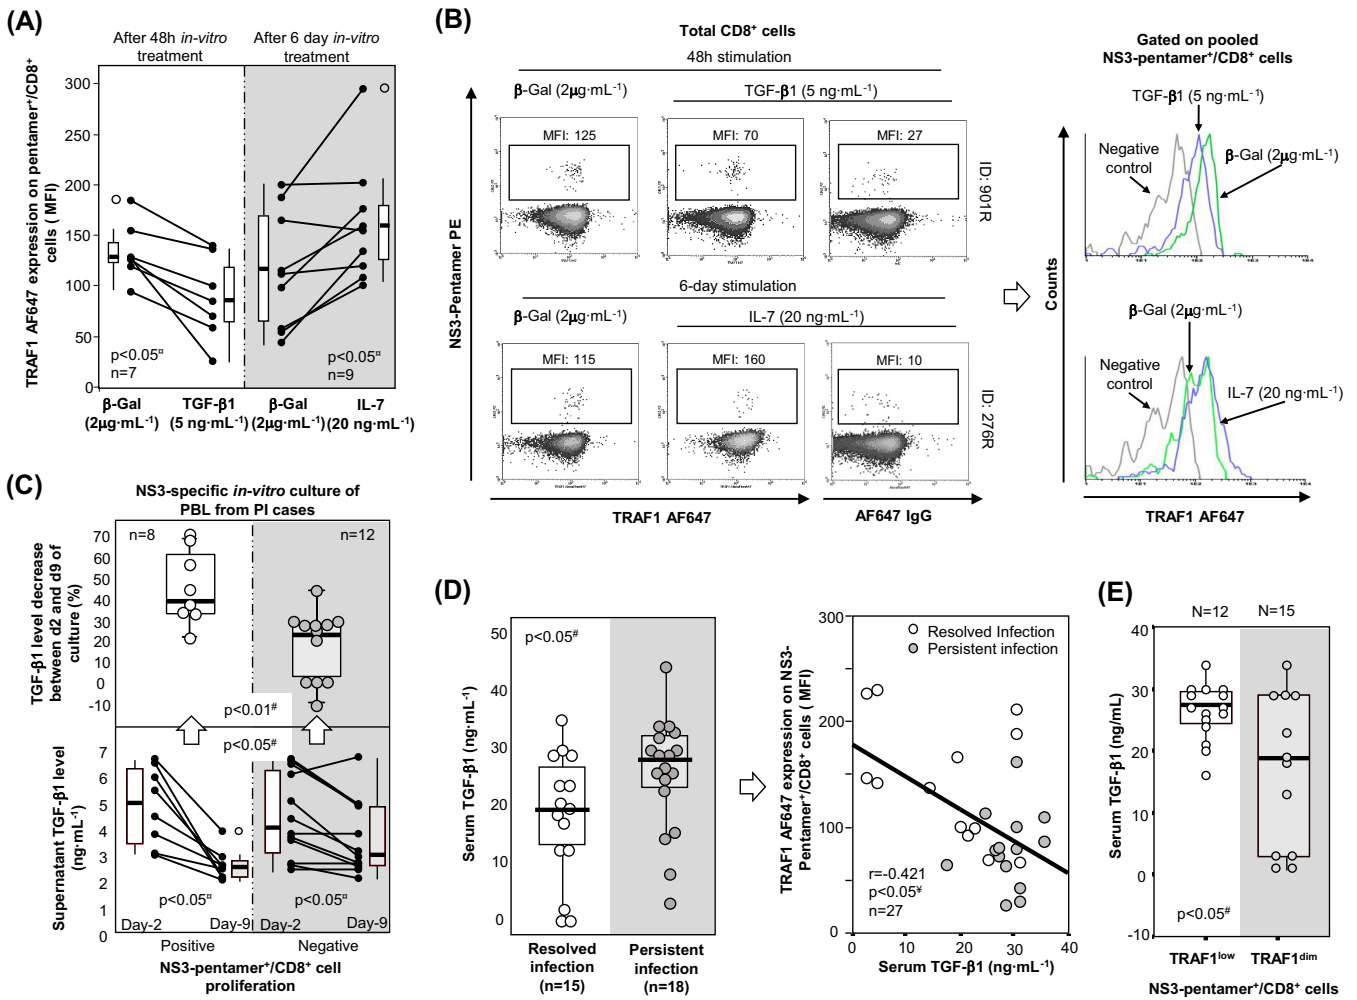 (A)
After 48h in-vitro treatment
After 6 day in-vitro treatment
TRAF1 AF647 expression on pentamer⁺/CD8⁺ cells ( MFI)
300
250
200
150
100
50
0
p<0.05¤
n=7
p<0.05¤
n=9
β-Gal (2µg·mL⁻¹)
TGF-β1 (5 ng·mL⁻¹)
β-Gal (2µg·mL⁻¹)
IL-7 (20 ng·mL⁻¹)
(B)
Total CD8⁺ cells
48h stimulation
β-Gal (2µg·mL⁻¹)
TGF-β1 (5 ng·mL⁻¹)
MFI: 125
MFI: 70
MFI: 27
ID: 901R
6-day stimulation
β-Gal (2µg·mL⁻¹)
IL-7 (20 ng·mL⁻¹)
MFI: 115
MFI: 160
MFI: 10
ID: 276R
NS3-Pentamer PE
TRAF1 AF647
AF647 IgG
Gated on pooled
NS3-pentamer⁺/CD8⁺ cells
TGF-β1 (5 ng·mL⁻¹)
Negative control
β-Gal (2µg·mL⁻¹)
β-Gal (2µg·mL⁻¹)
Negative control
IL-7 (20 ng·mL⁻¹)
Counts
TRAF1 AF647
(C)
NS3-specific in-vitro culture of
PBL from PI cases
TGF-β1 level decrease between d2 and d9 of culture (%)
70
60
50
40
30
20
10
0
-10
n=8
n=12
p<0.01#
p<0.05#
Supernatant TGF-β1 level (ng·mL⁻¹)
7
6
5
4
3
2
1
0
p<0.05¤
p<0.05¤
Day-2
Day-9
Day-2
Day-9
Positive
Negative
NS3-pentamer⁺/CD8⁺ cell
proliferation
(D)
Serum TGF-β1 (ng·mL⁻¹)
50
40
30
20
10
0
p<0.05#
Resolved infection (n=15)
Persistent infection (n=18)
TRAF1 AF647 expression on NS3-Pentamer⁺/CD8⁺ cells ( MFI)
300
200
100
0
Resolved Infection
Persistent infection
r=-0.421
p<0.05¥
n=27
0
10
20
30
40
Serum TGF-β1 (ng·mL⁻¹)
(E)
N=12
N=15
Serum TGF-β1 (ng/mL)
40
30
20
10
0
-10
p<0.05#
TRAF1ˡᵒʷ
TRAF1ᵈⁱᵐ
NS3-pentamer⁺/CD8⁺ cells